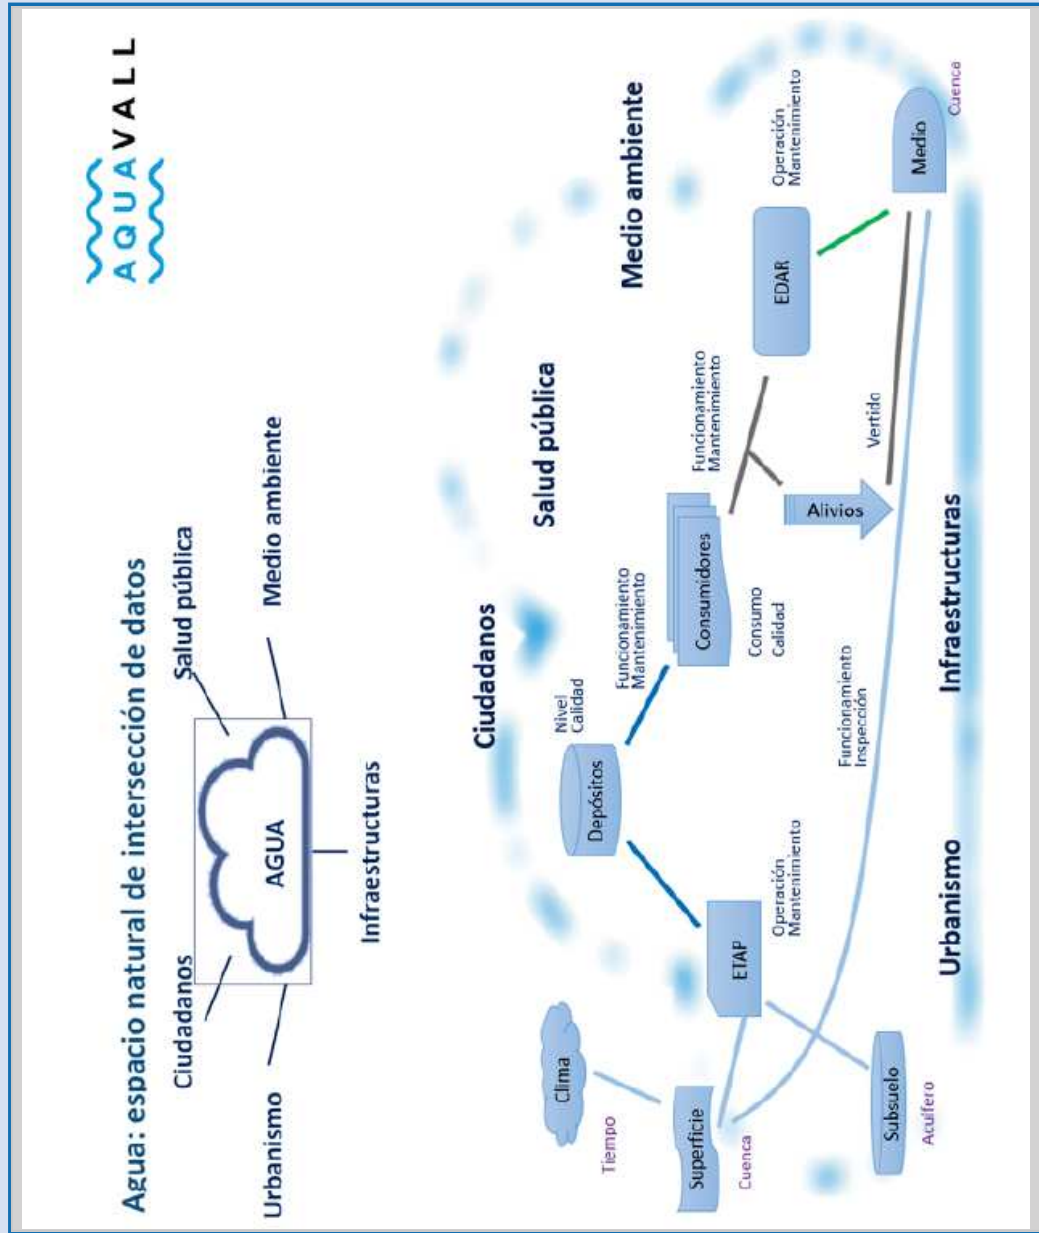 AQUAVALL
Agua: espacio natural de intersección de datos
Ciudadanos
Salud pública
Urbanismo
AGUA
Medio ambiente
Infraestructuras
Ciudadanos
Salud pública
Medio ambiente
Clima
Tiempo
Nivel
Calidad
Depósitos
Funcionamiento
Mantenimimiento
Superficie
Cuenca
ETAP
Operación
Mantenimiento
Consumidores
Consumo
Calidad
Funcionamiento
Mantenimimiento
EDAR
Operación
Mantenimiento
Alivios
Vertido
Medio
Cuenca
Funcionamiento
Inspección
Subsuelo
Acuífero
Urbanismo
Infraestructuras